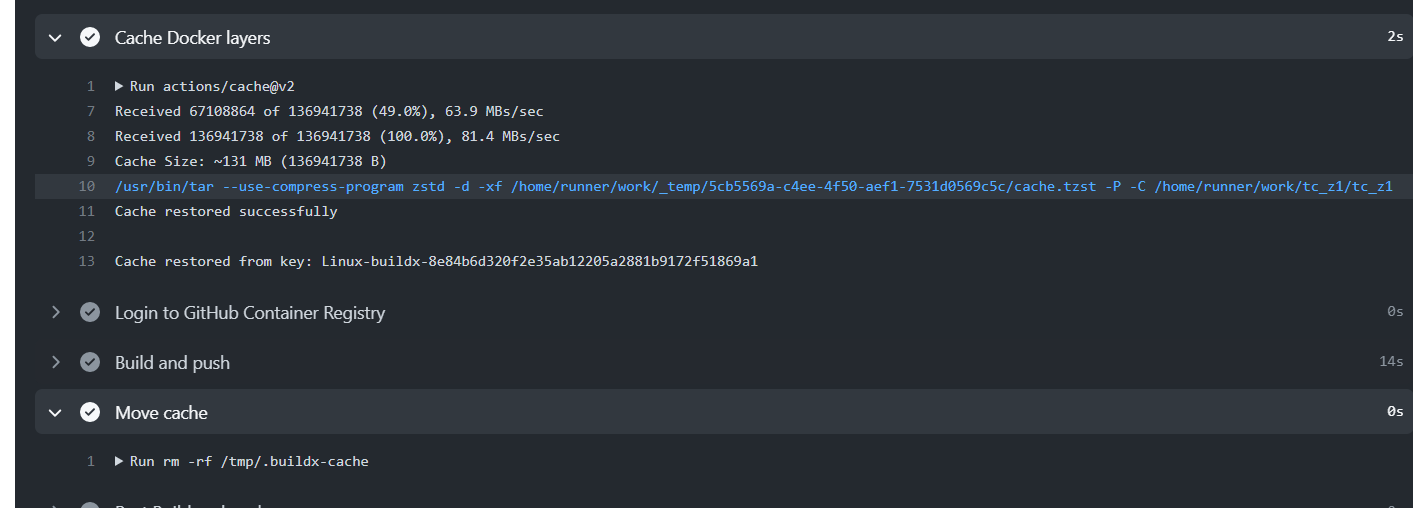 Cache Docker layers 2s
1 Run actions/cache@v2
7 Received 67108864 of 136941738 (49.0%), 63.9 MBs/sec
8 Received 136941738 of 136941738 (100.0%), 81.4 MBs/sec
9 Cache Size: ~131 MB (136941738 B)
10 /usr/bin/tar --use-compress-program zstd -d -xf /home/runner/work/_temp/5cb5569a-c4ee-4f50-aef1-7531d0569c5c/cache.tzst -P -C /home/runner/work/tc_z1/tc_z1
11 Cache restored successfully
12
13 Cache restored from key: Linux-buildx-8e84b6d320f2e35ab12205a2881b9172f51869a1
Login to GitHub Container Registry 0s
Build and push 14s
Move cache 0s
1 Run rm -rf /tmp/.buildx-cache